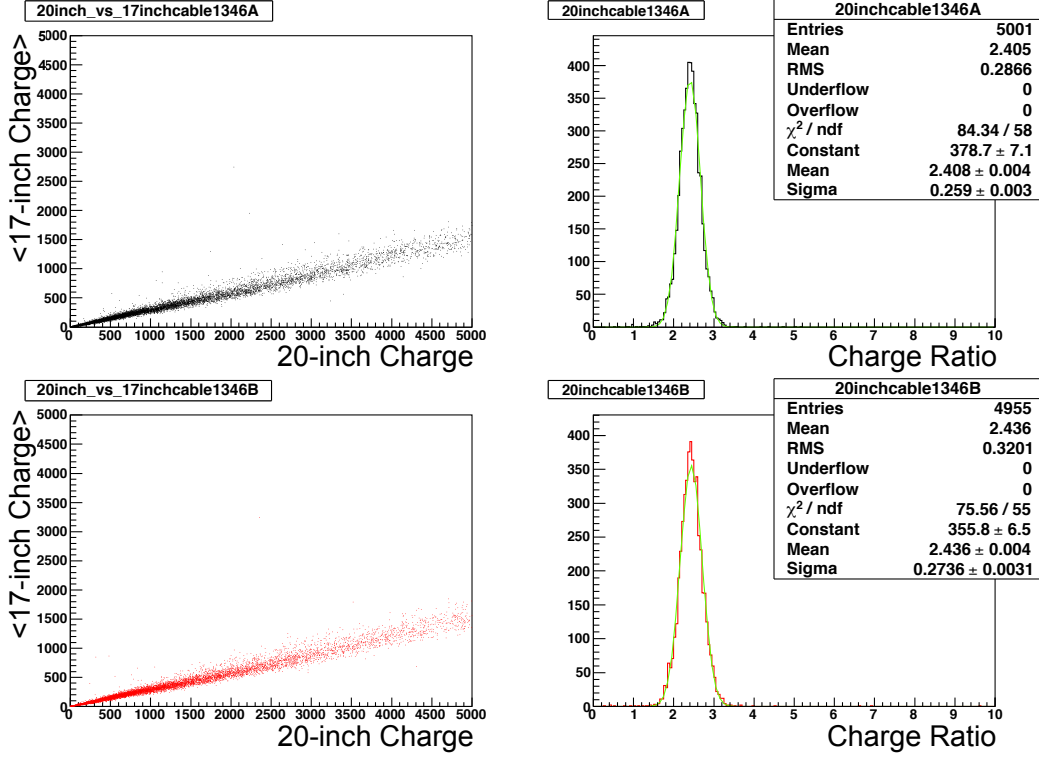 20inch_vs_17inchcable1346A
<17-inch Charge>
5000
4500
4000
3500
3000
2500
2000
1500
1000
500
0
0 500 1000 1500 2000 2500 3000 3500 4000 4500 5000
20-inch Charge
20inchcable1346A
400
350
300
250
200
150
100
50
0
0 1 2 3 4 5 6 7 8 9 10
Charge Ratio
20inchcable1346A
Entries 5001
Mean 2.405
RMS 0.2866
Underflow 0
Overflow 0
χ² / ndf 84.34 / 58
Constant 378.7 ± 7.1
Mean 2.408 ± 0.004
Sigma 0.259 ± 0.003
20inch_vs_17inchcable1346B
<17-inch Charge>
5000
4500
4000
3500
3000
2500
2000
1500
1000
500
0
0 500 1000 1500 2000 2500 3000 3500 4000 4500 5000
20-inch Charge
20inchcable1346B
400
350
300
250
200
150
100
50
0
0 1 2 3 4 5 6 7 8 9 10
Charge Ratio
20inchcable1346B
Entries 4955
Mean 2.436
RMS 0.3201
Underflow 0
Overflow 0
χ² / ndf 75.56 / 55
Constant 355.8 ± 6.5
Mean 2.436 ± 0.004
Sigma 0.2736 ± 0.0031